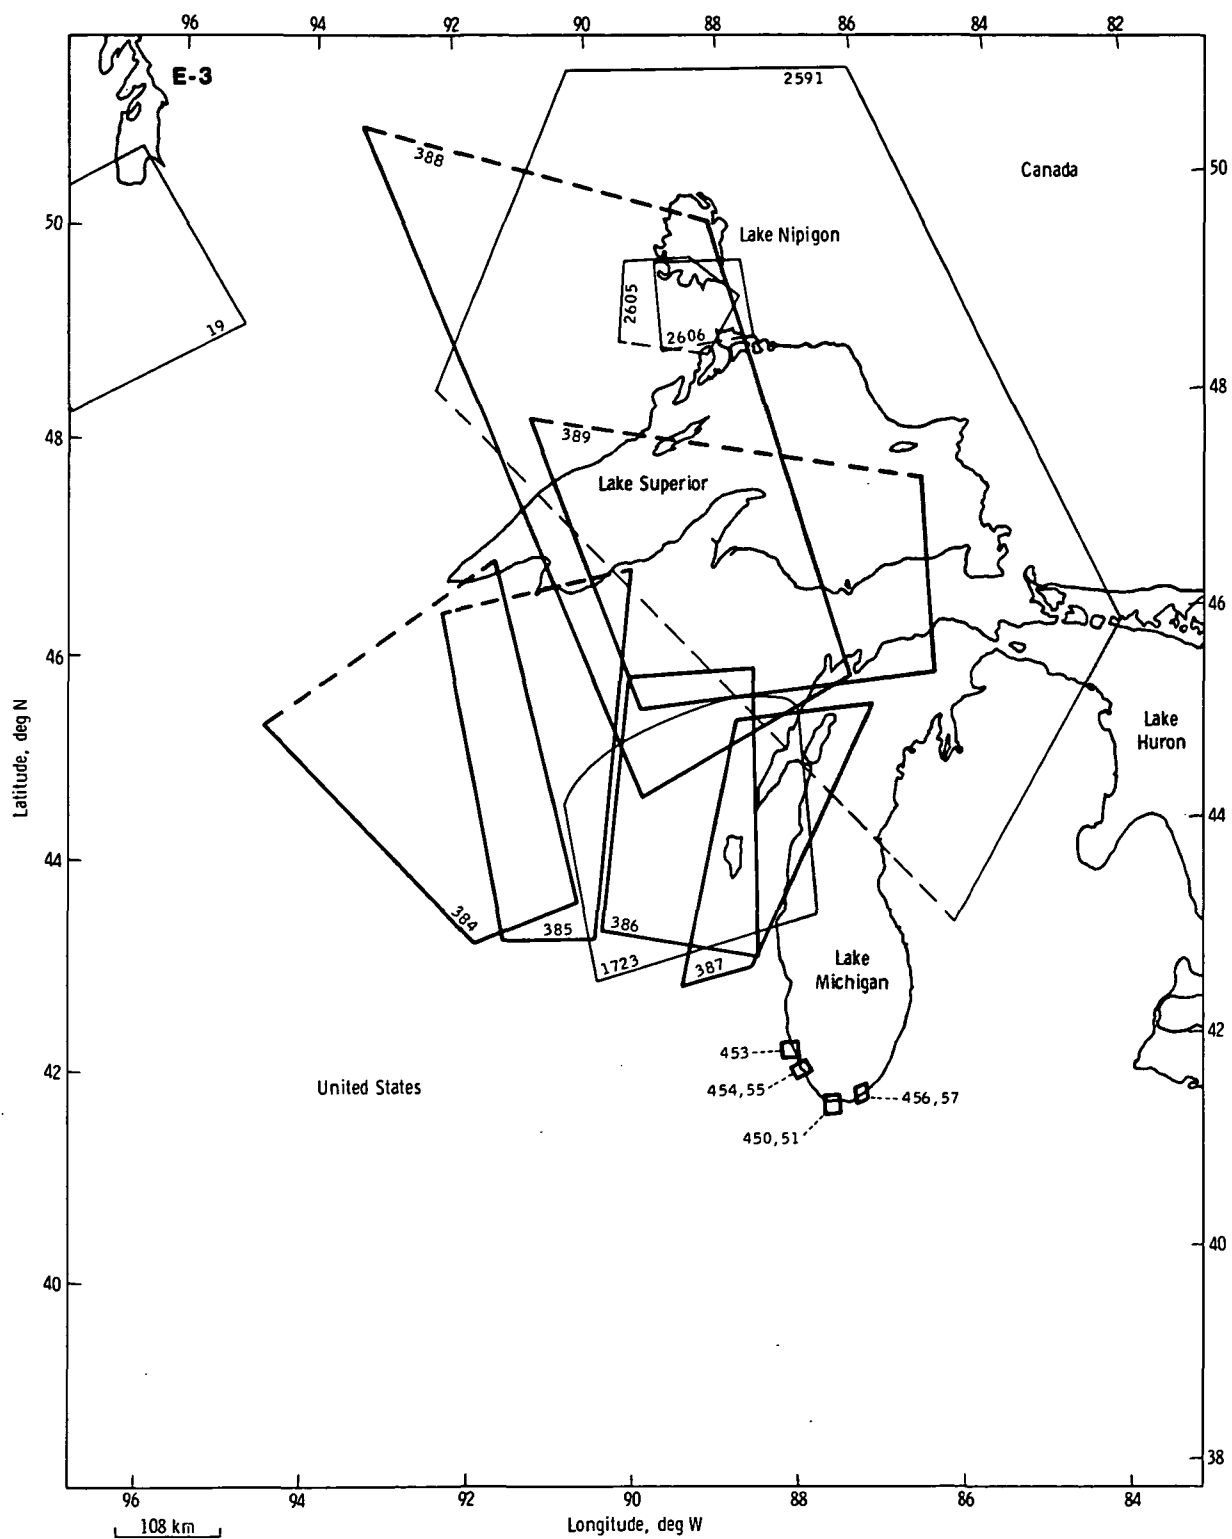 96 94 92 90 88 86 84 82
E-3
2591
388
Canada
50
50
Lake Nipigon
2605
2606
19
48
48
389
Lake Superior
46
46
Lake
Huron
Latitude, deg N
44
44
384
385
386
1723
387
Lake
Michigan
42
453
42
454,55
456,57
United States
450,51
40
40
38
96 94 92 90 88 86 84
108 km
Longitude, deg W